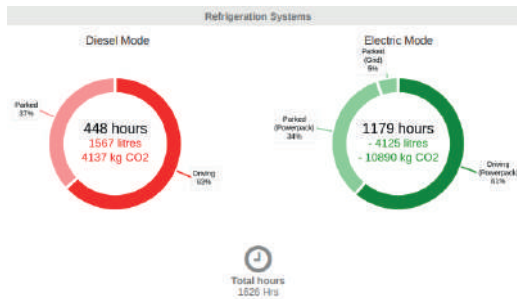 Refrigeration Systems
Diesel Mode
Electric Mode
Parked
(Grid)
5%
Parked
37%
448 hours
1567 litres
4137 kg CO2
Driving
63%
Parked
(Powerpack)
34%
1179 hours
- 4125 litres
- 10890 kg CO2
Driving
(Powerpack)
61%
Total hours
1626 Hrs